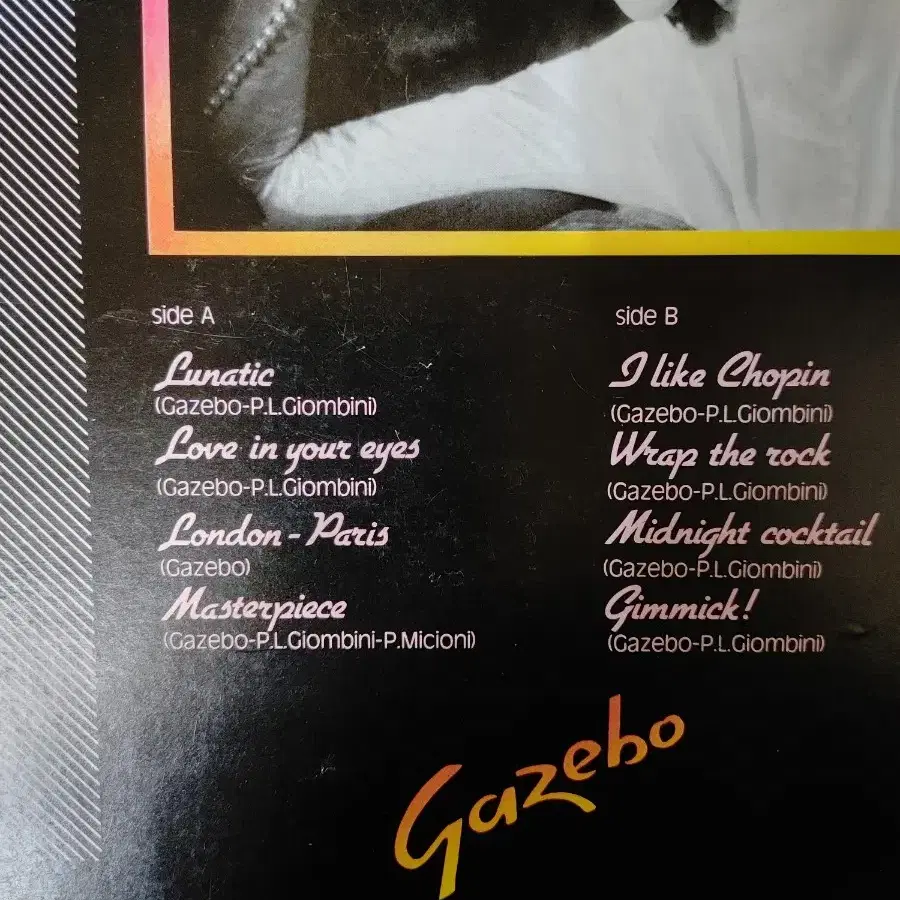 side A
Lunatic
(Gazebo-P.L.Giombini)
Love in your eyes
(Gazebo-P.L.Giombini)
London - Paris
(Gazebo)
Masterpiece
(Gazebo-P.L.Giombini-P.Micioni)
side B
I like Chopin
(Gazebo-P.L.Giombini)
Wrap the rock
(Gazebo-P.L.Giombini)
Midnight cocktail
(Gazebo-P.L.Giombini)
Gimmick!
(Gazebo-P.L.Giombini)
Gazebo